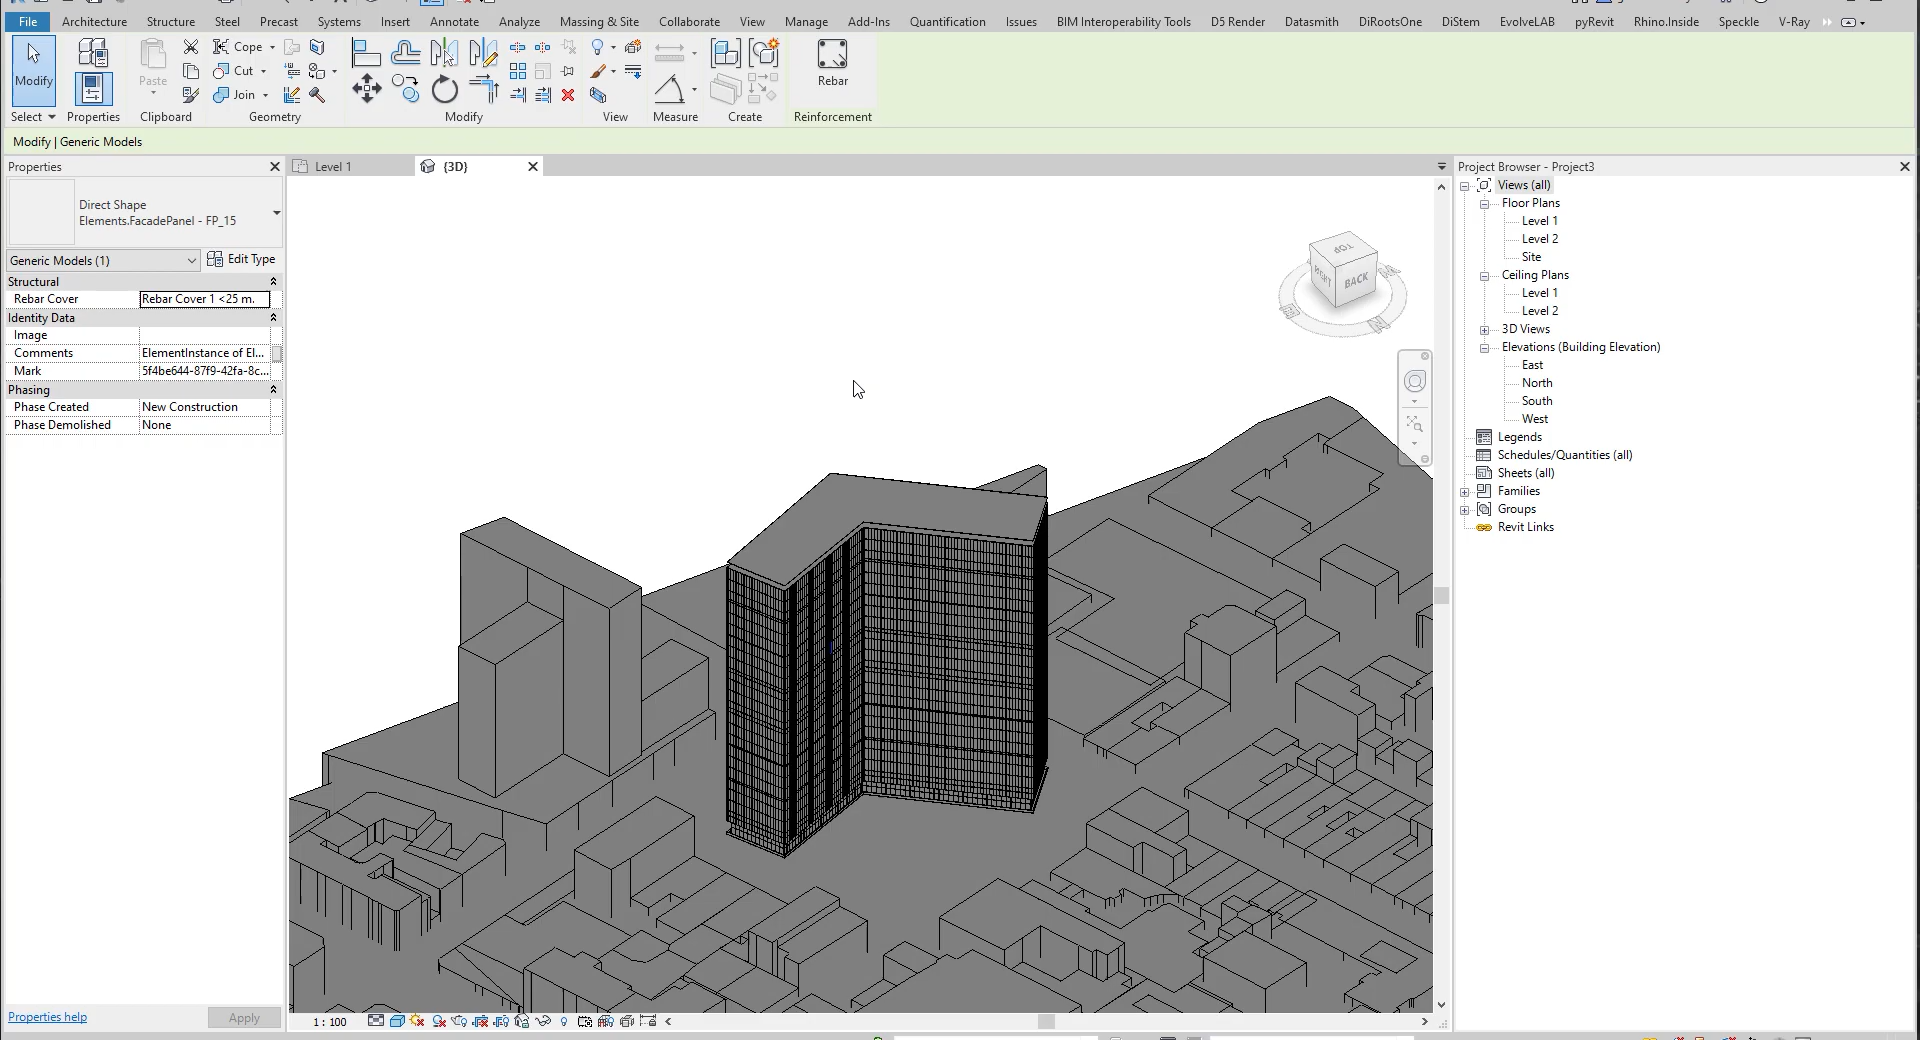 File Architecture Structure Steel Precast Systems Insert Annotate Analyze Massing & Site Collaborate View Manage Add-Ins Quantification Issues BIM Interoperability Tools D5 Render Datasmith DiRootsOne DiStem EvolveLAB pyRevit Rhino.Inside Speckle V-Ray
Modify
Paste
Cope
Cut
Join
Rebar
Select Properties Clipboard Geometry Modify View Measure Create Reinforcement
Modify | Generic Models
Properties
Direct Shape
Elements.FacadePanel - FP_15
Generic Models (1) Edit Type
Structural
Rebar Cover Rebar Cover 1 <25 m.
Identity Data
Image
Comments ElementInstance of El...
Mark 5f4be644-87f9-42fa-8c...
Phasing
Phase Created New Construction
Phase Demolished None
Properties help Apply
Level 1 {3D}
TOP
RIGHT BACK
E N
1 : 100
Project Browser - Project3
Views (all)
Floor Plans
Level 1
Level 2
Site
Ceiling Plans
Level 1
Level 2
3D Views
Elevations (Building Elevation)
East
North
South
West
Legends
Schedules/Quantities (all)
Sheets (all)
Families
Groups
Revit Links